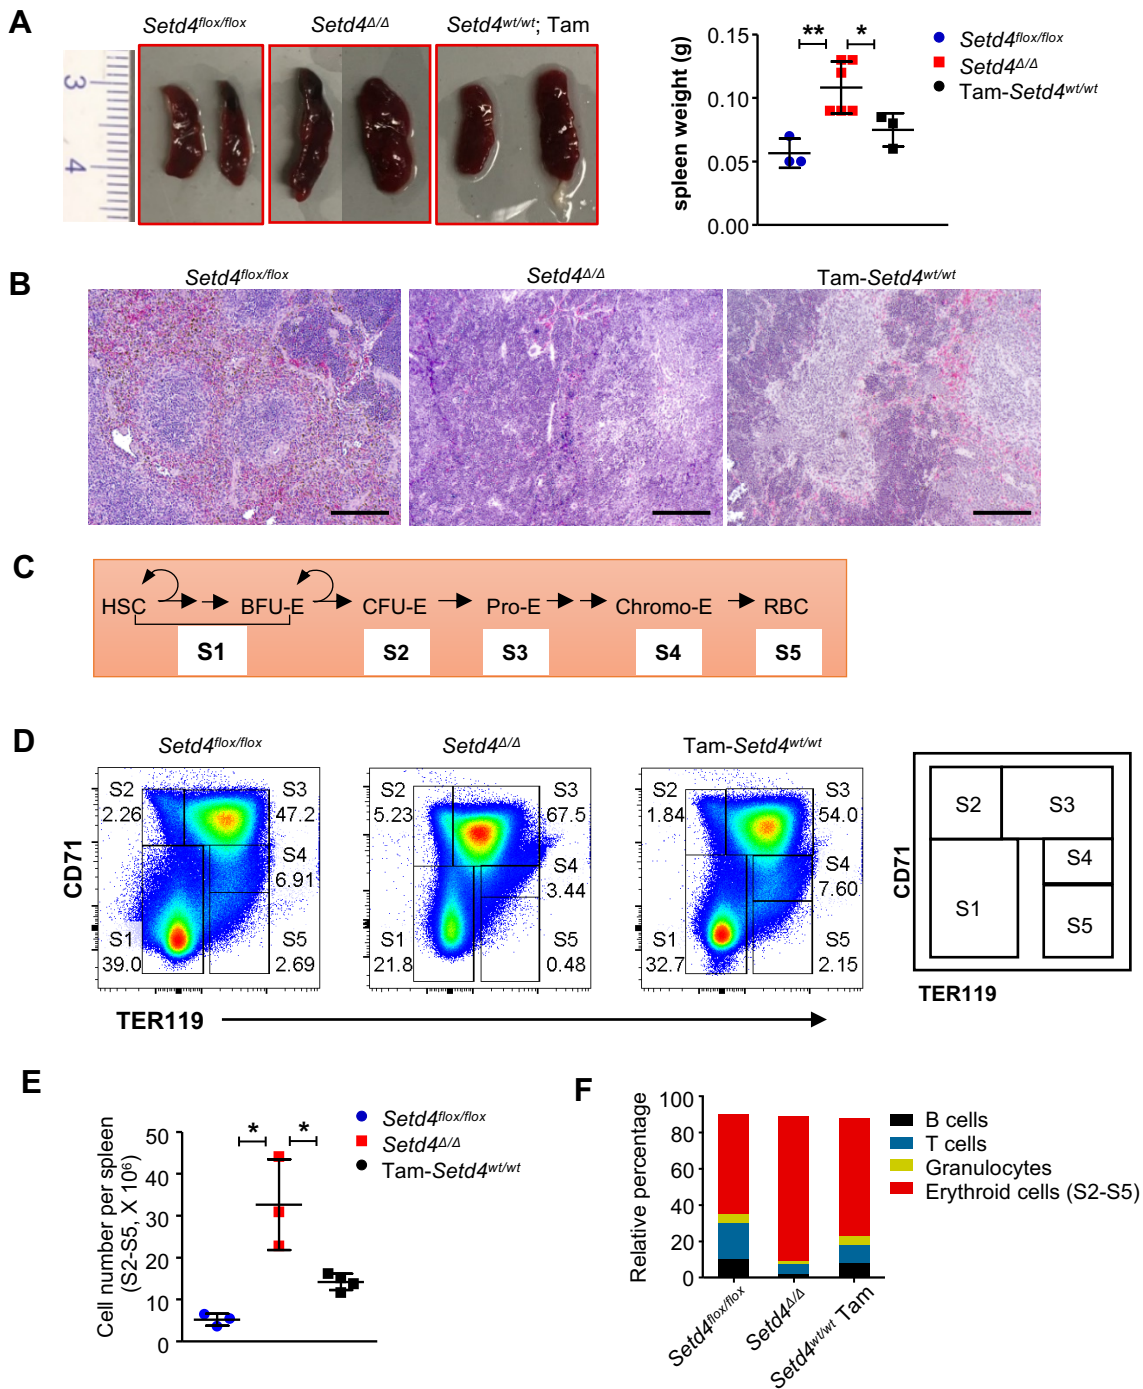 A
Setd4flox/flox
SetD4Δ/Δ
Setd4wt/wt; Tam
3
4
spleen weight (g)
0.15
0.10
0.05
0.00
**
*
Setd4flox/flox
Setd4Δ/Δ
Tam-Setd4wt/wt
B
Setd4flox/flox
Setd4Δ/Δ
Tam-Setd4wt/wt
C
HSC
BFU-E
CFU-E
Pro-E
Chromo-E
RBC
S1
S2
S3
S4
S5
D
Setd4flox/flox
Setd4Δ/Δ
Tam-Setd4wt/wt
CD71
S2
2.26
S3
47.2
S4
6.91
S1
39.0
S5
2.69
S2
5.23
S3
67.5
S4
3.44
S1
21.8
S5
0.48
S2
1.84
S3
54.0
S4
7.60
S1
32.7
S5
2.15
CD71
S2
S3
S4
S1
S5
TER119
TER119
E
Cell number per spleen
(S2-S5, X 10⁶)
50
40
30
20
10
0
*
*
Setd4flox/flox
Setd4Δ/Δ
Tam-Setd4wt/wt
F
Relative percentage
100
80
60
40
20
0
B cells
T cells
Granulocytes
Erythroid cells (S2-S5)
Setd4flox/flox
Setd4Δ/Δ
Setd4wt/wt Tam